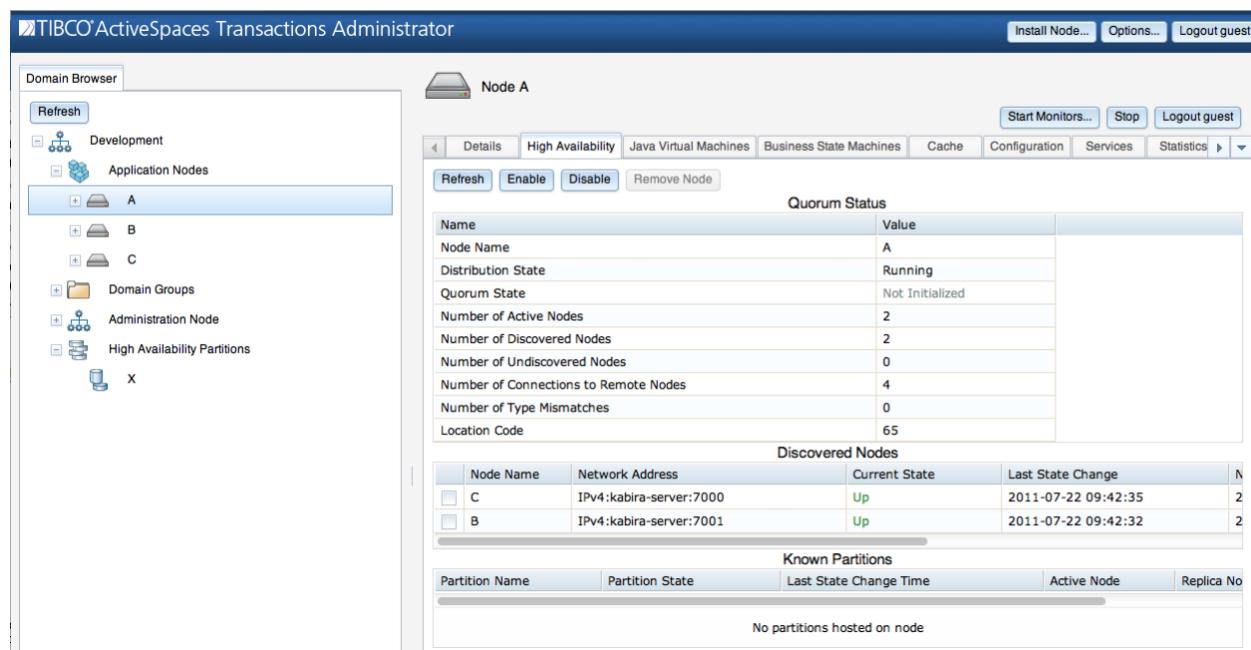 TIBCO® ActiveSpaces Transactions Administrator
Install Node... Options... Logout guest
Domain Browser
Refresh
Development
Application Nodes
A
B
C
Domain Groups
Administration Node
High Availability Partitions
X
Node A
Start Monitors... Stop Logout guest
Details High Availability Java Virtual Machines Business State Machines Cache Configuration Services Statistics
Refresh Enable Disable Remove Node
Quorum Status
Name Value
Node Name A
Distribution State Running
Quorum State Not Initialized
Number of Active Nodes 2
Number of Discovered Nodes 2
Number of Undiscovered Nodes 0
Number of Connections to Remote Nodes 4
Number of Type Mismatches 0
Location Code 65
Discovered Nodes
Node Name Network Address Current State Last State Change N
C IPv4:kabira-server:7000 Up 2011-07-22 09:42:35 2
B IPv4:kabira-server:7001 Up 2011-07-22 09:42:32 2
Known Partitions
Partition Name Partition State Last State Change Time Active Node Replica No
No partitions hosted on node